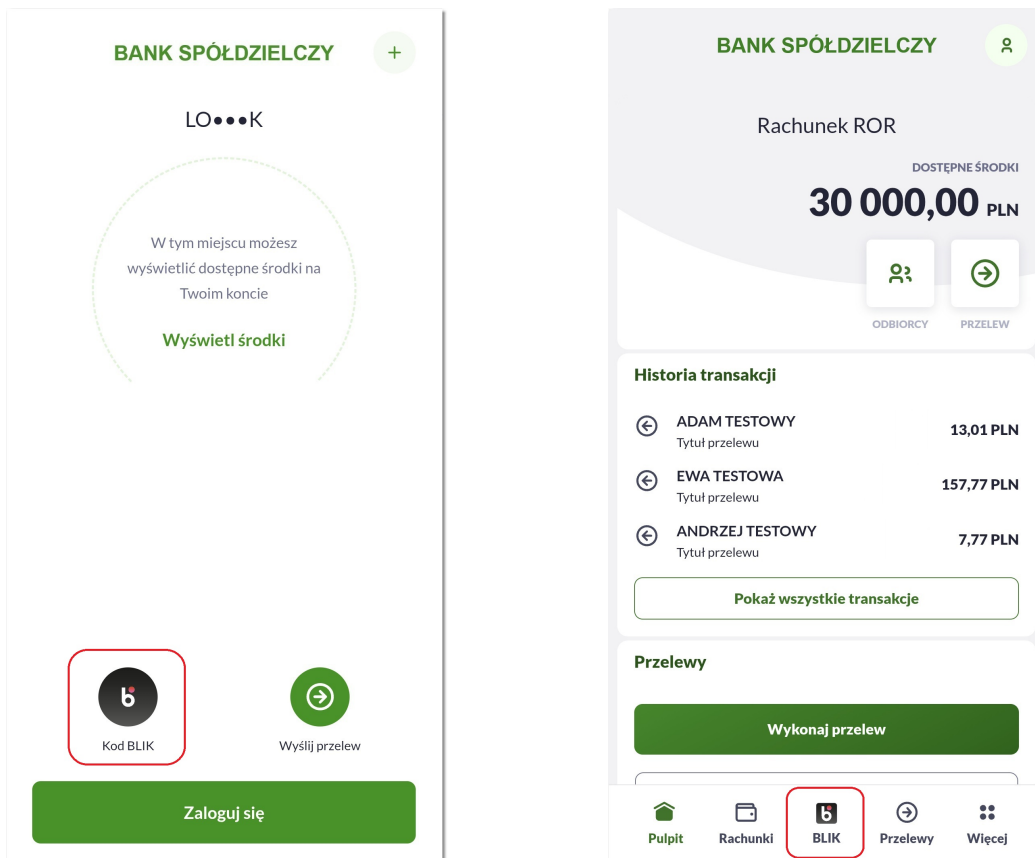 BANK SPÓŁDZIELCZY
+
LO•••K
W tym miejscu możesz
wyświetlić dostępne środki na
Twoim koncie
Wyświetl środki
Kod BLIK
Wyślij przelew
Zaloguj się
BANK SPÓŁDZIELCZY
Rachunek ROR
DOSTĘPNE ŚRODKI
30 000,00 PLN
ODBIORCY
PRZELEW
Historia transakcji
ADAM TESTOWY
13,01 PLN
Tytuł przelewu
EWA TESTOWA
157,77 PLN
Tytuł przelewu
ANDRZEJ TESTOWY
7,77 PLN
Tytuł przelewu
Pokaż wszystkie transakcje
Przelewy
Wykonaj przelew
Pulpit
Rachunki
BLIK
Przelewy
Więcej